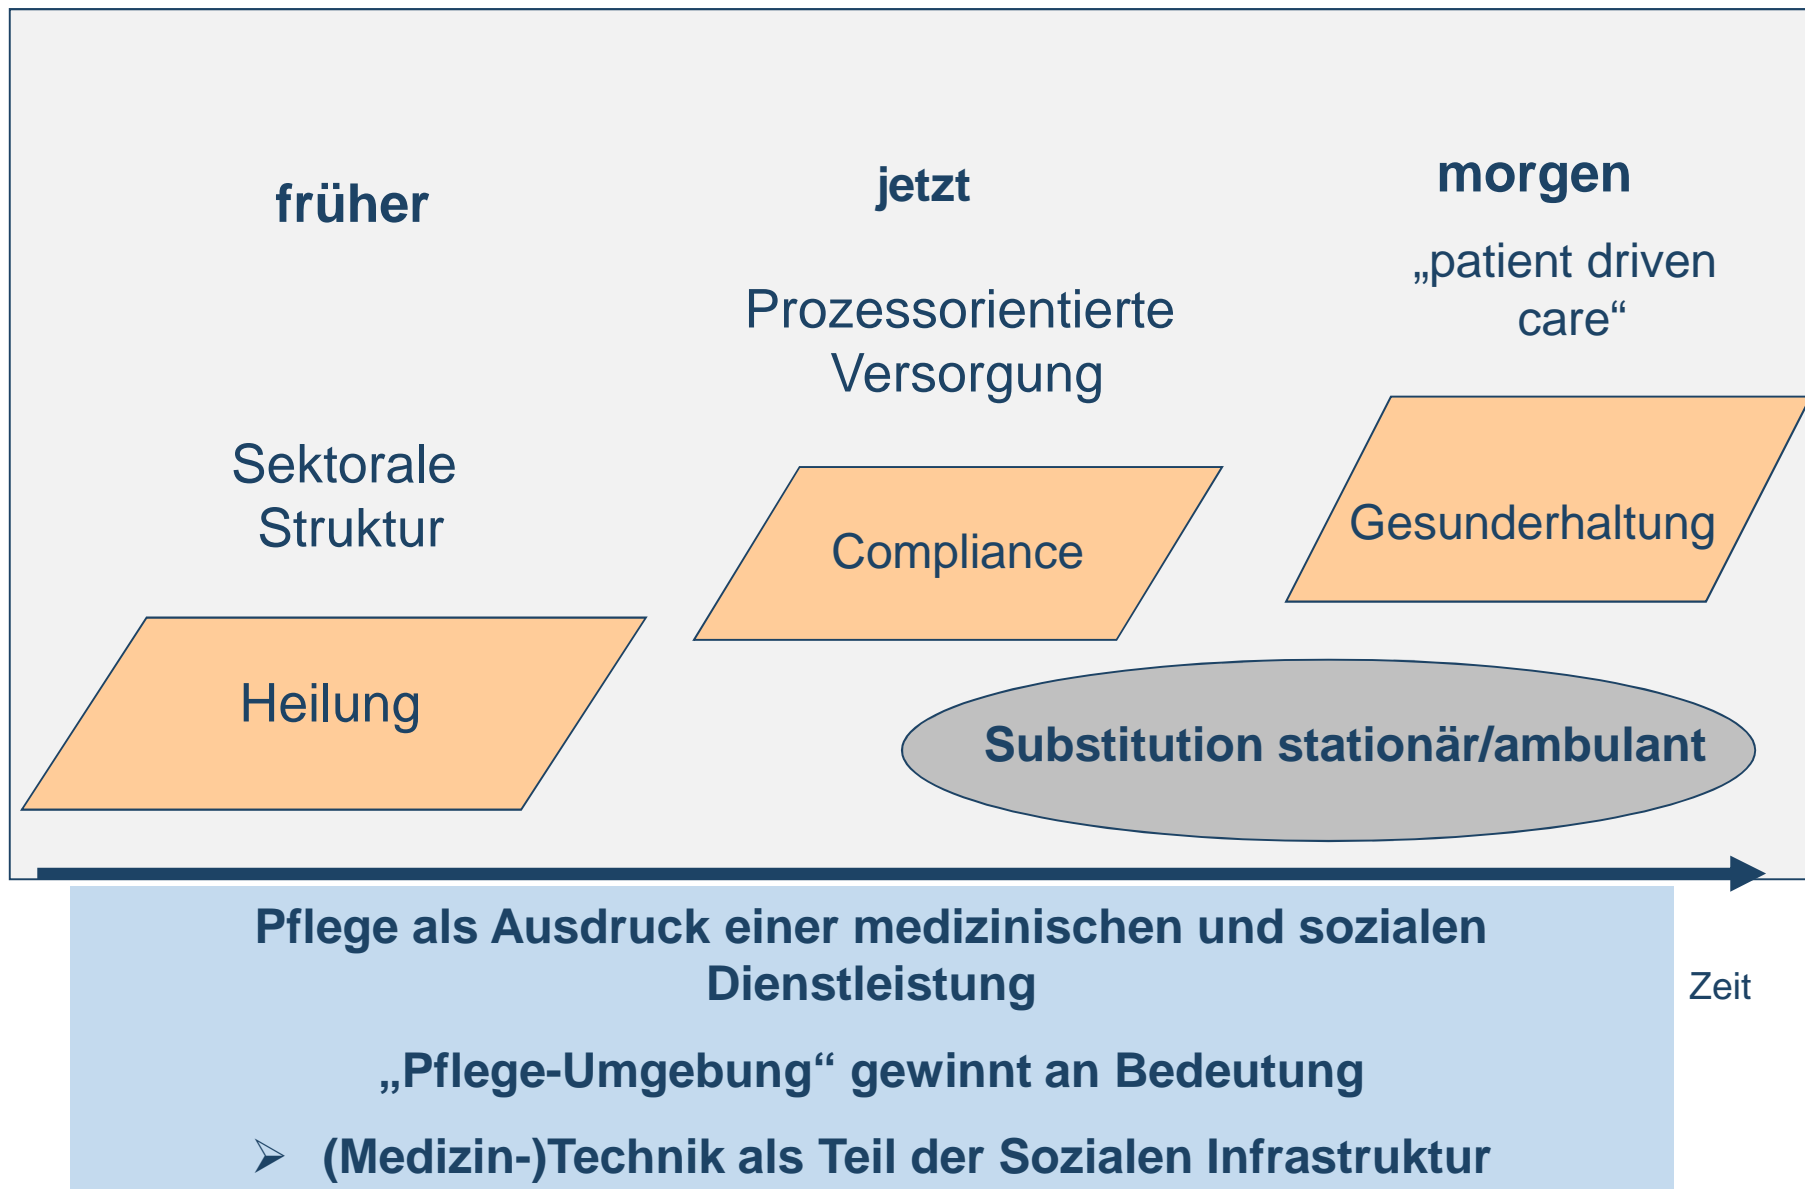 früher
Sektorale
Struktur
Heilung
jetzt
Prozessorientierte
Versorgung
Compliance
morgen
„patient driven
care“
Gesunderhaltung
Substitution stationär/ambulant
Pflege als Ausdruck einer medizinischen und sozialen
Dienstleistung
„Pflege-Umgebung“ gewinnt an Bedeutung
➢ (Medizin-)Technik als Teil der Sozialen Infrastruktur
Zeit